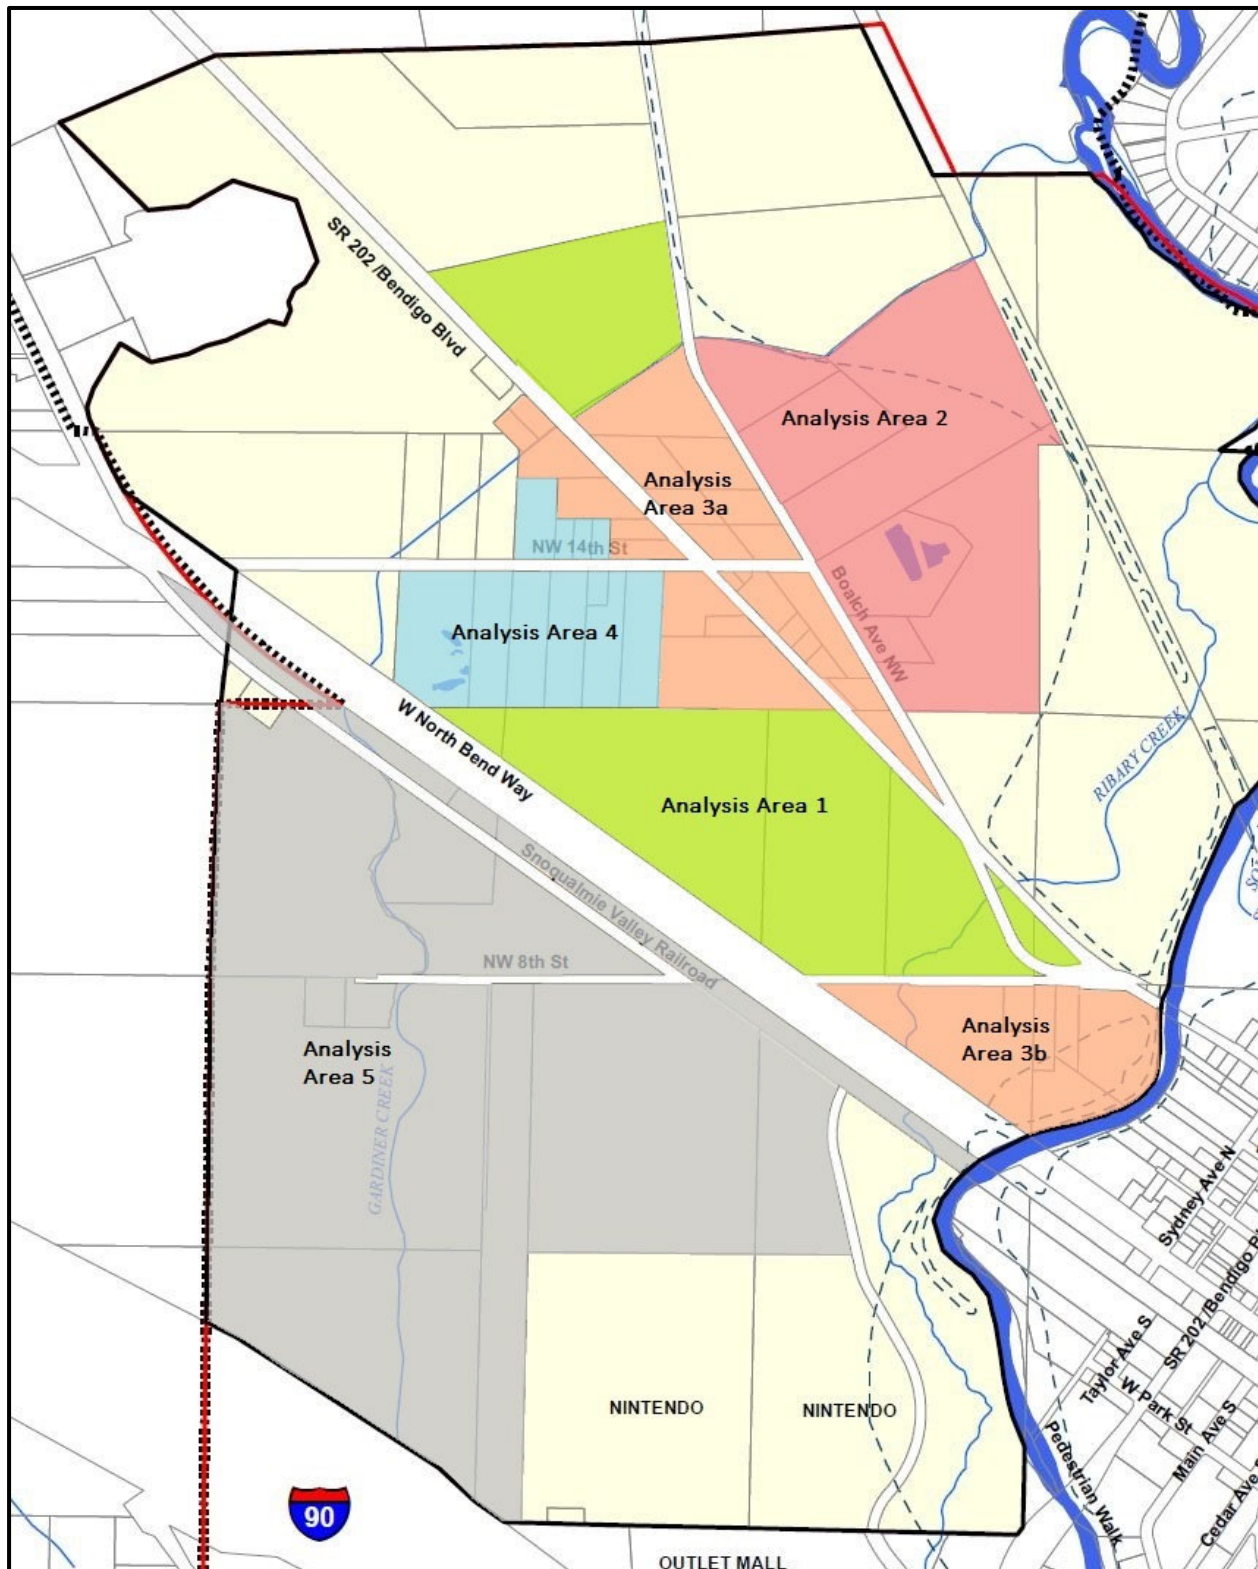 SR 202 /Bendigo Blvd
Analysis Area 2
Analysis
Area 3a
NW 14th St
Boalch Ave NW
Analysis Area 4
W North Bend Way
RIBARY CREEK
Analysis Area 1
Snoqualmie Valley Railroad
NW 8th St
Analysis
Area 3b
Analysis
Area 5
GARDINER CREEK
Sydney Ave N
SR 202 /Bendigo
Taylor Ave S
W Park St
Main Ave S
Cedar Ave
Pedestrian Walk
NINTENDO
NINTENDO
90
OUTLET MALL